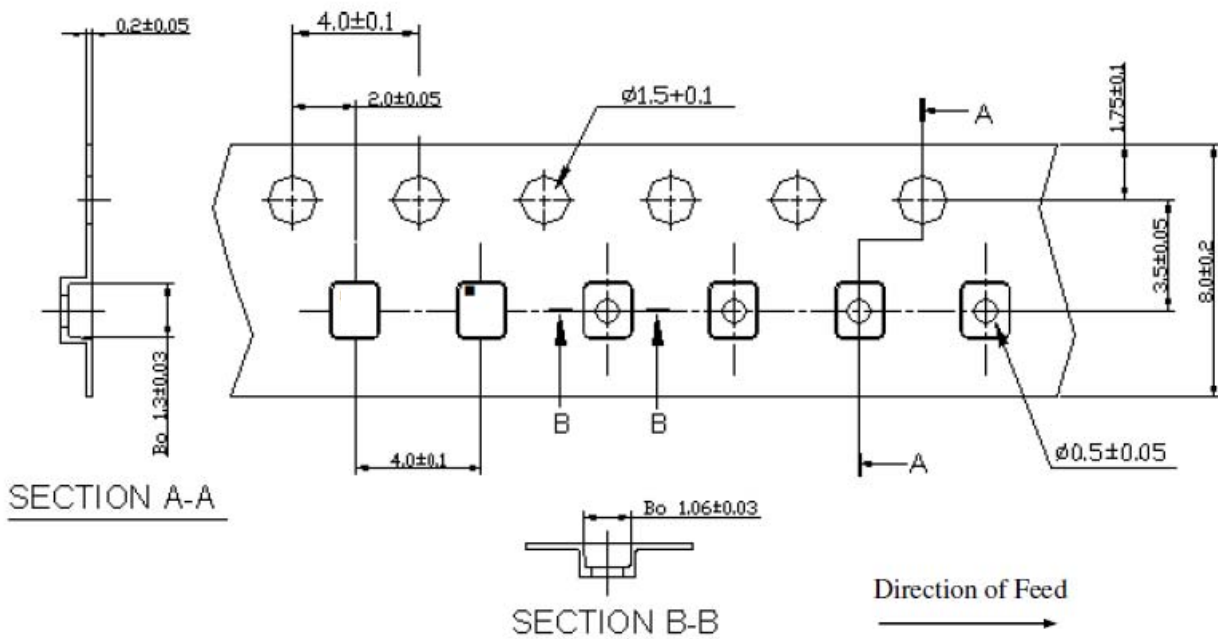 0.2±0.05
4.0±0.1
2.0±0.05
ø1.5+0.1
A
1.75±0.1
3.5±0.05
8.0±0.2
Bo 1.3±0.03
B
B
4.0±0.1
A
ø0.5±0.05
SECTION A-A
Bo 1.06±0.03
SECTION B-B
Direction of Feed